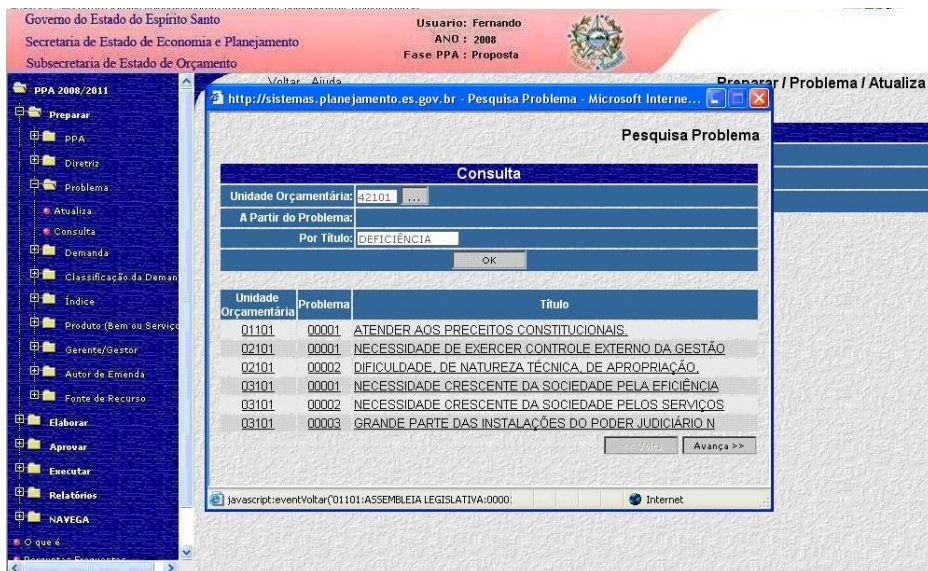 Governo do Estado do Espírito Santo
Secretaria de Estado de Economia e Planejamento
Subsecretaria de Estado de Orçamento
Usuario: Fernando
ANO : 2008
Fase PPA : Proposta
Voltar Ajuda
Preparar / Problema / Atualiza
PPA 2008/2011
Preparar
PPA
Diretriz
Problema
Atualiza
Consulta
Demanda
Classificação da Deman
Índice
Produto (Bem ou Serviço
Gerente/Gestor
Autor de Emenda
Fonte de Recurso
Elaborar
Aprovar
Executar
Relatórios
NAVEGA
O que é
Perguntas Frequentes
http://sistemas.planejamento.es.gov.br - Pesquisa Problema - Microsoft Interne...
Pesquisa Problema
Consulta
Unidade Orçamentária: 42101 ...
A Partir do Problema:
Por Título: DEFICIÊNCIA
OK
Unidade Orçamentária Problema Título
01101 00001 ATENDER AOS PRECEITOS CONSTITUCIONAIS.
02101 00001 NECESSIDADE DE EXERCER CONTROLE EXTERNO DA GESTÃO
02101 00002 DIFICULDADE, DE NATUREZA TÉCNICA, DE APROPRIAÇÃO,
03101 00001 NECESSIDADE CRESCENTE DA SOCIEDADE PELA EFICIÊNCIA
03101 00002 NECESSIDADE CRESCENTE DA SOCIEDADE PELOS SERVIÇOS
03101 00003 GRANDE PARTE DAS INSTALAÇÕES DO PODER JUDICIÁRIO N
Avança >>
javascript:eventVoltar('01101:ASSEMBLEIA LEGISLATIVA:0000:
Internet